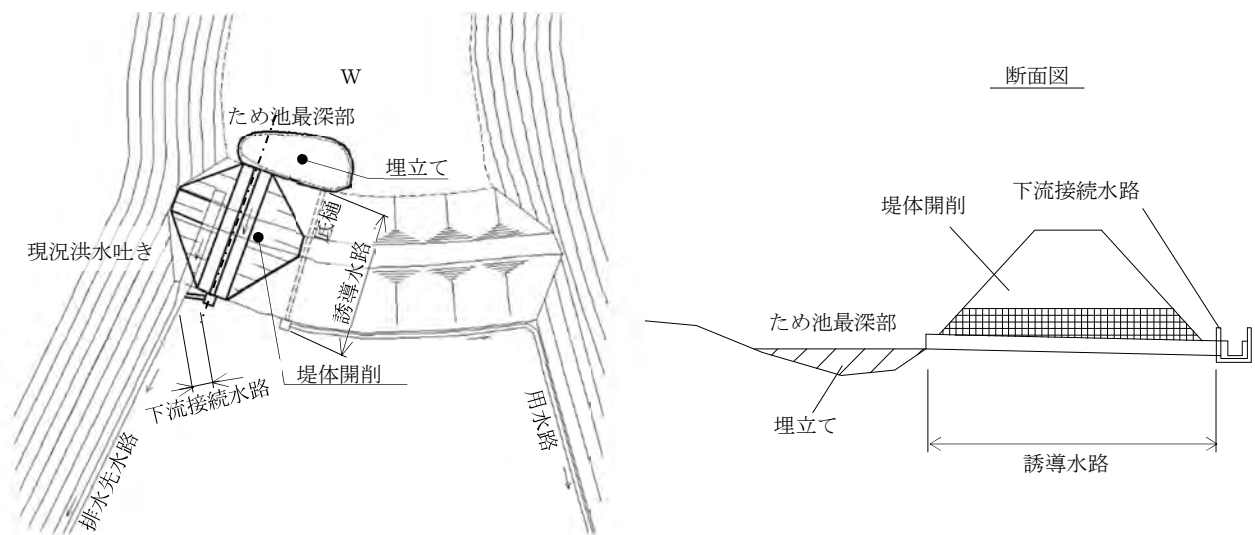 W
ため池最深部
埋立て
底樋
誘導水路
現況洪水吐き
堤体開削
下流接続水路
排水先水路
用水路
断面図
下流接続水路
堤体開削
ため池最深部
埋立て
誘導水路